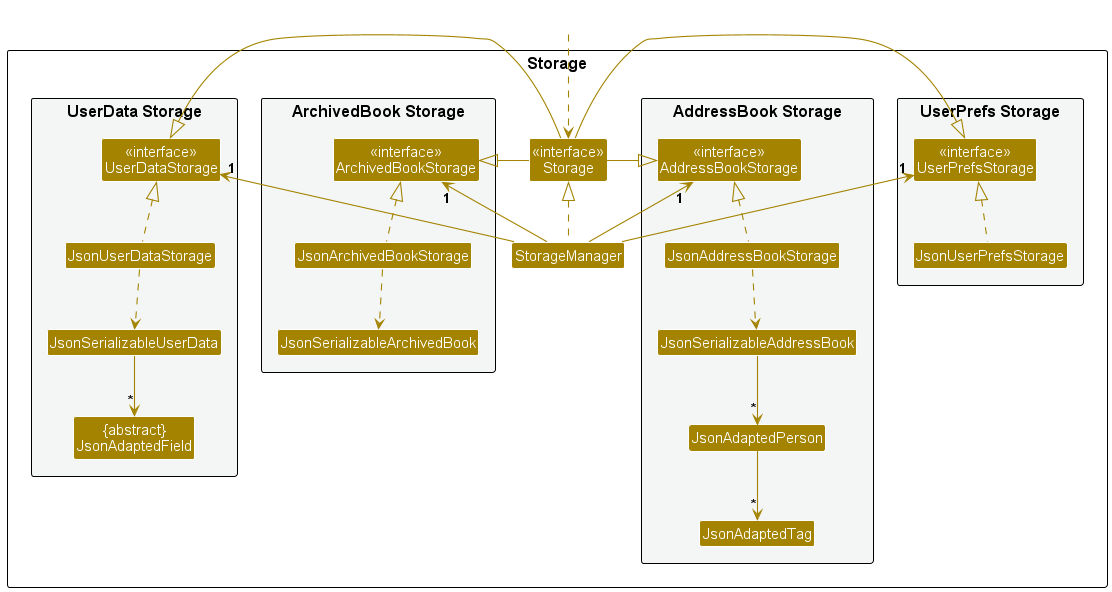 Storage
UserData Storage
«interface»
UserDataStorage
1
JsonUserDataStorage
JsonSerializableUserData
*
{abstract}
JsonAdaptedField
ArchivedBook Storage
«interface»
ArchivedBookStorage
1
JsonArchivedBookStorage
JsonSerializableArchivedBook
«interface»
Storage
StorageManager
AddressBook Storage
«interface»
AddressBookStorage
1
JsonAddressBookStorage
JsonSerializableAddressBook
*
JsonAdaptedPerson
*
JsonAdaptedTag
UserPrefs Storage
«interface»
UserPrefsStorage
1
JsonUserPrefsStorage